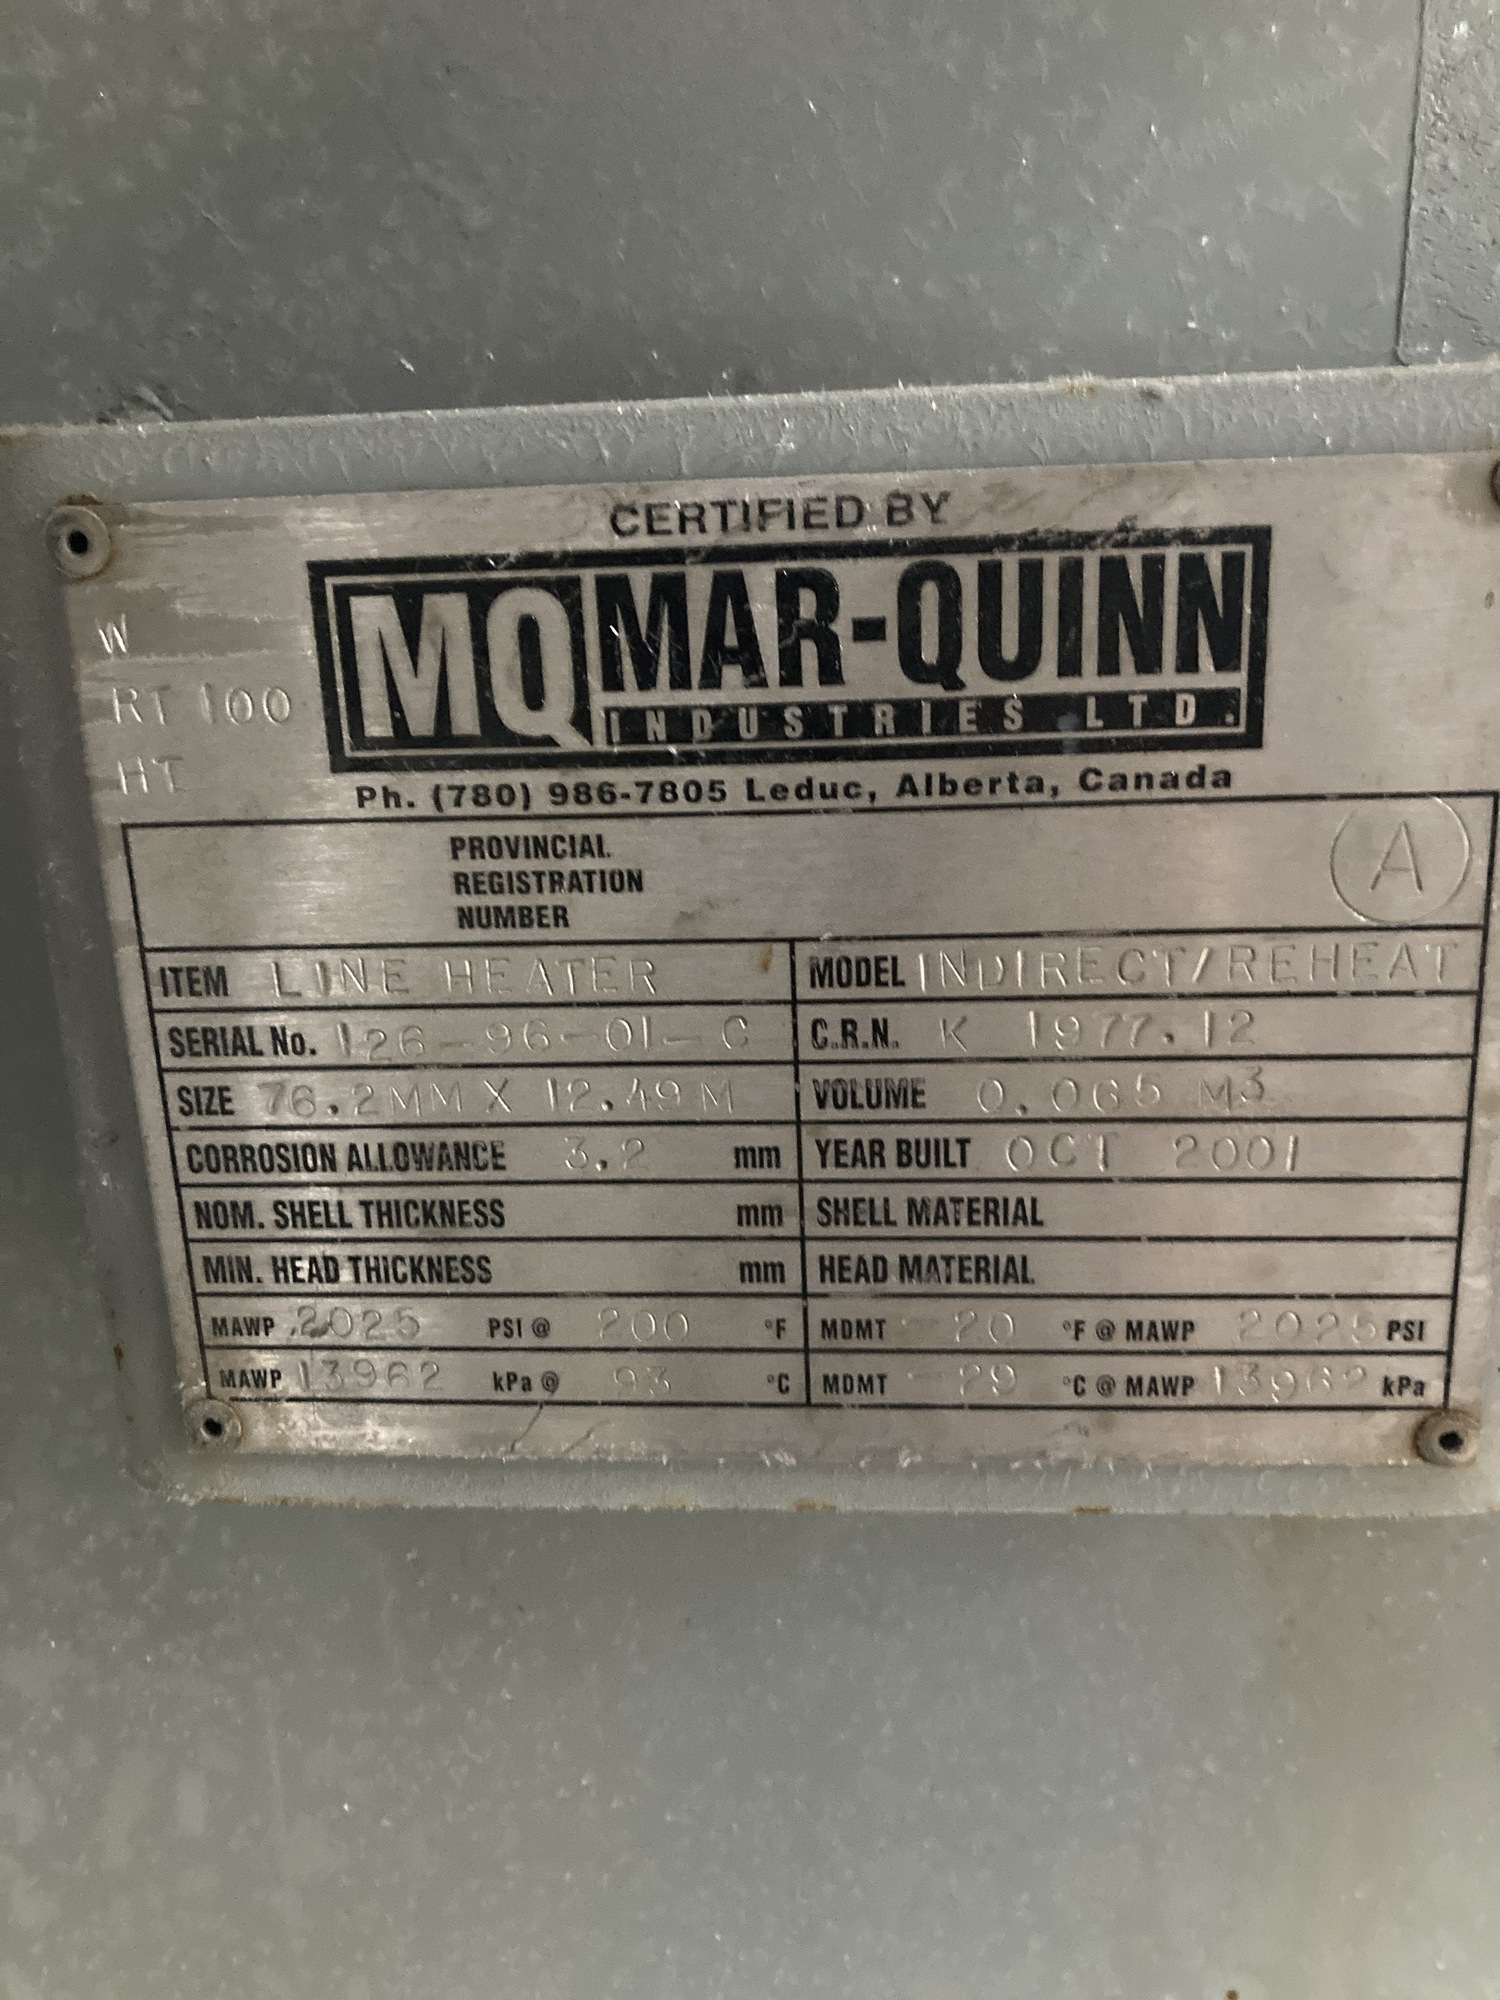 CERTIFIED BY
MQ MAR-QUINN
INDUSTRIES LTD.
W
RT 100
HT
Ph. (780) 986-7805 Leduc, Alberta, Canada
PROVINCIAL
REGISTRATION
NUMBER
A
ITEM LINE HEATER MODEL INDIRECT/REHEAT
SERIAL No. 126-96-01-C C.R.N. K 1977.12
SIZE 76.2MM X 12.49M VOLUME 0.065 M3
CORROSION ALLOWANCE 3.2 mm YEAR BUILT OCT 2001
NOM. SHELL THICKNESS mm SHELL MATERIAL
MIN. HEAD THICKNESS mm HEAD MATERIAL
MAWP 2025 PSI @ 200 °F MDMT -20 °F @ MAWP 2025 PSI
MAWP 13962 kPa @ 93 °C MDMT -29 °C @ MAWP 13962 kPa